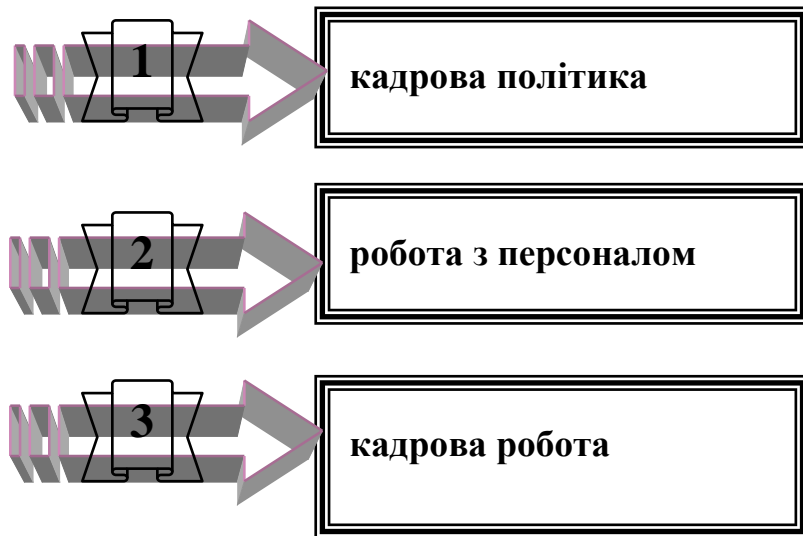 1
кадрова політика
2
робота з персоналом
3
кадрова робота